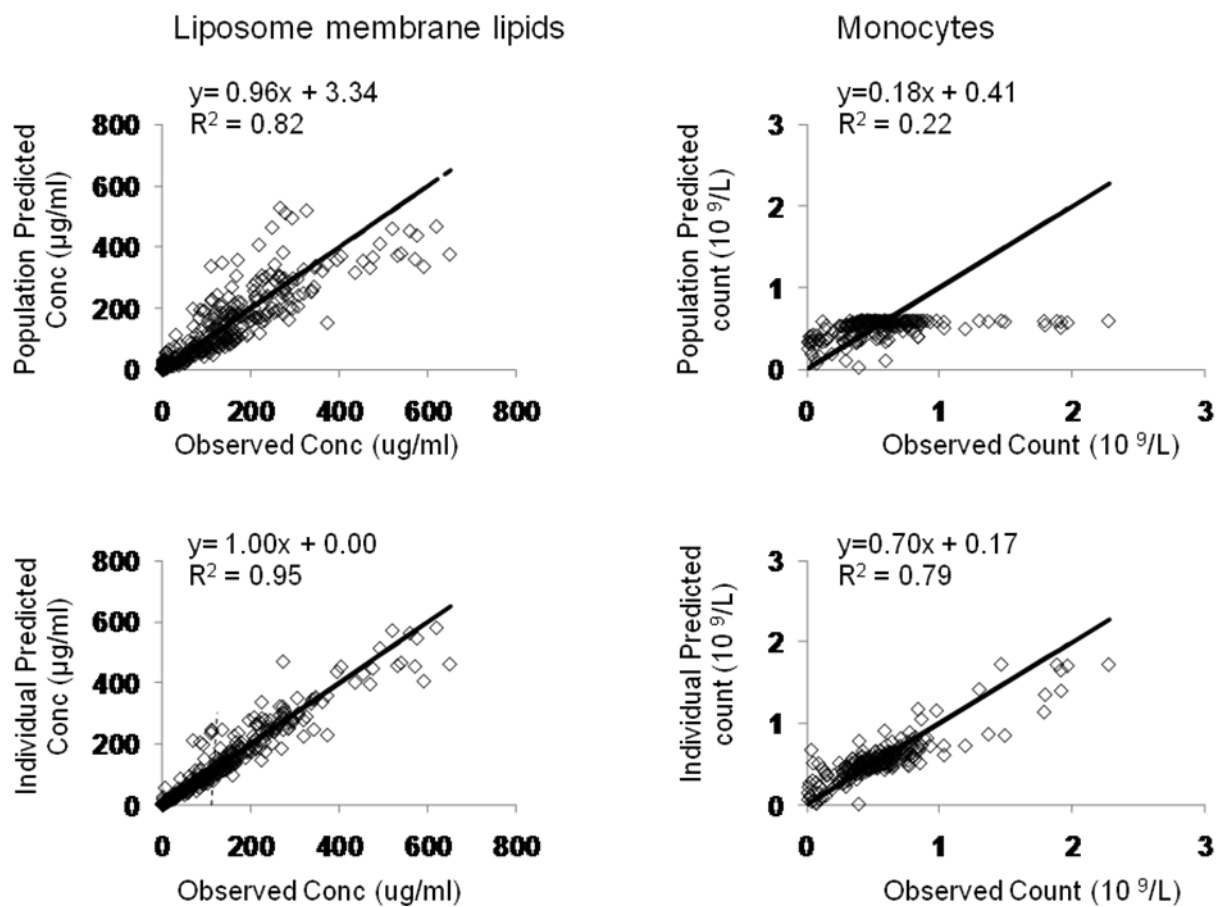 Liposome membrane lipids
Monocytes
y= 0.96x + 3.34
R² = 0.82
Population Predicted
Conc (µg/ml)
800
600
400
200
0
0 200 400 600 800
Observed Conc (ug/ml)
y=0.18x + 0.41
R² = 0.22
Population Predicted
count (10 ⁹/L)
3
2
1
0
0 1 2 3
Observed Count (10 ⁹/L)
y= 1.00x + 0.00
R² = 0.95
Individual Predicted
Conc (µg/ml)
800
600
400
200
0
0 200 400 600 800
Observed Conc (ug/ml)
y=0.70x + 0.17
R² = 0.79
Individual Predicted
count (10 ⁹/L)
3
2
1
0
0 1 2 3
Observed Count (10 ⁹/L)